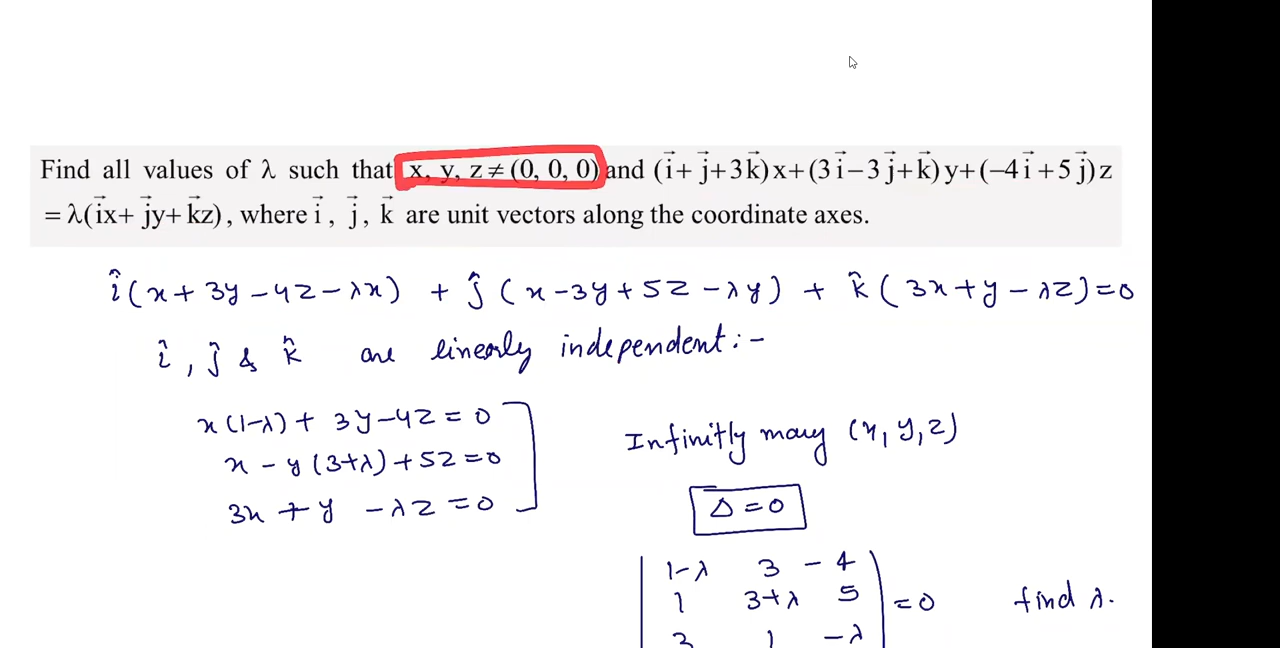 Find all values of λ such that x, y, z ≠ (0, 0, 0) and (i⃗ + j⃗ + 3k⃗)x + (3i⃗ − 3j⃗ + k⃗)y + (−4i⃗ + 5j⃗)z
= λ(i⃗x + j⃗y + k⃗z), where i⃗, j⃗, k⃗ are unit vectors along the coordinate axes.
î(x + 3y − 4z − λx) + ĵ(x − 3y + 5z − λy) + k̂(3x + y − λz) = 0
î, ĵ & k̂ are linearly independent :-
x(1-λ) + 3y − 4z = 0
x − y(3+λ) + 5z = 0
3x + y − λz = 0
Infinitly many (x, y, z)
Δ = 0
1-λ 3 -4
1 3+λ 5 = 0 find λ.
3 1 -λ